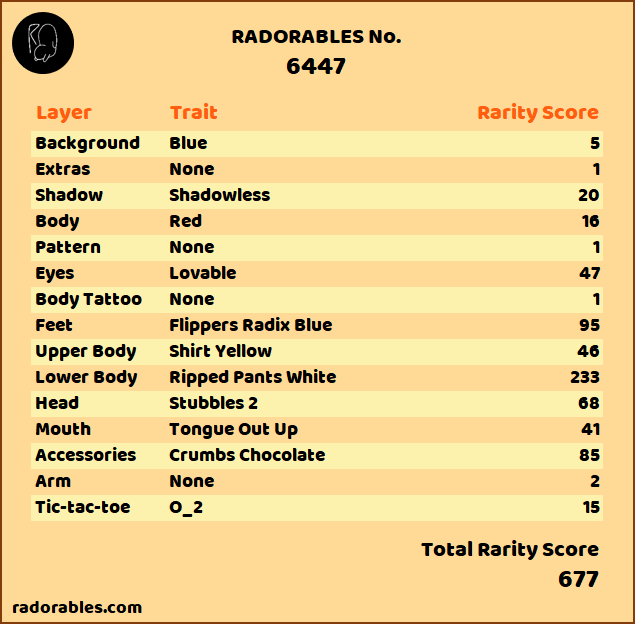 RADORABLES No.
6447
Layer Trait Rarity Score
Background Blue 5
Extras None 1
Shadow Shadowless 20
Body Red 16
Pattern None 1
Eyes Lovable 47
Body Tattoo None 1
Feet Flippers Radix Blue 95
Upper Body Shirt Yellow 46
Lower Body Ripped Pants White 233
Head Stubbles 2 68
Mouth Tongue Out Up 41
Accessories Crumbs Chocolate 85
Arm None 2
Tic-tac-toe O_2 15
Total Rarity Score
677
radorables.com